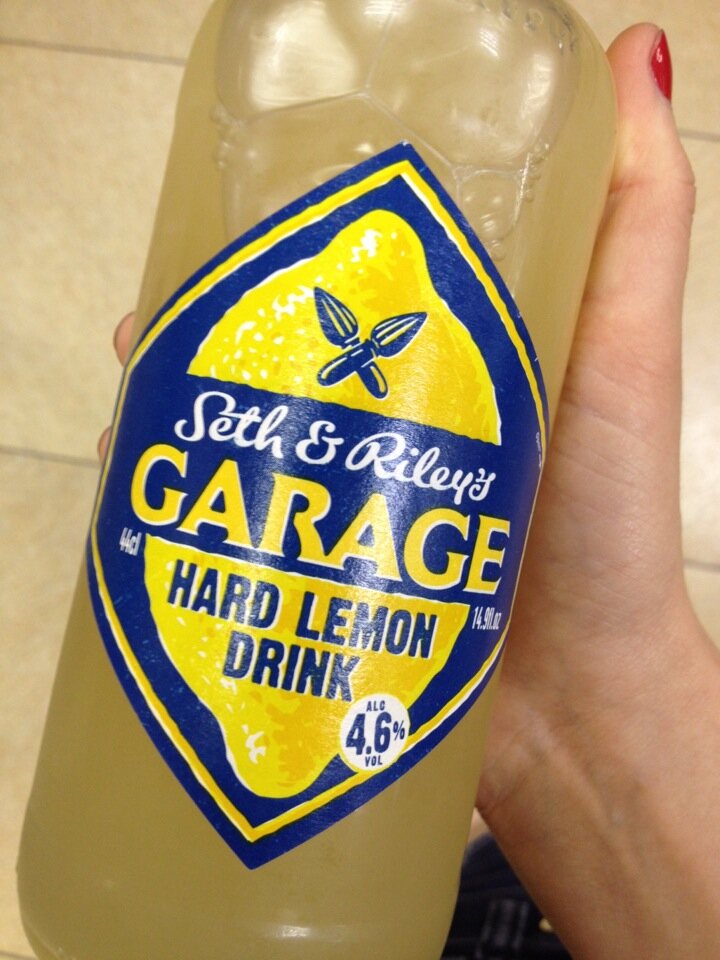 Seth & Riley's
GARAGE
44cl
HARD LEMON
DRINK
14.9fl.oz
ALC
4.6%
VOL